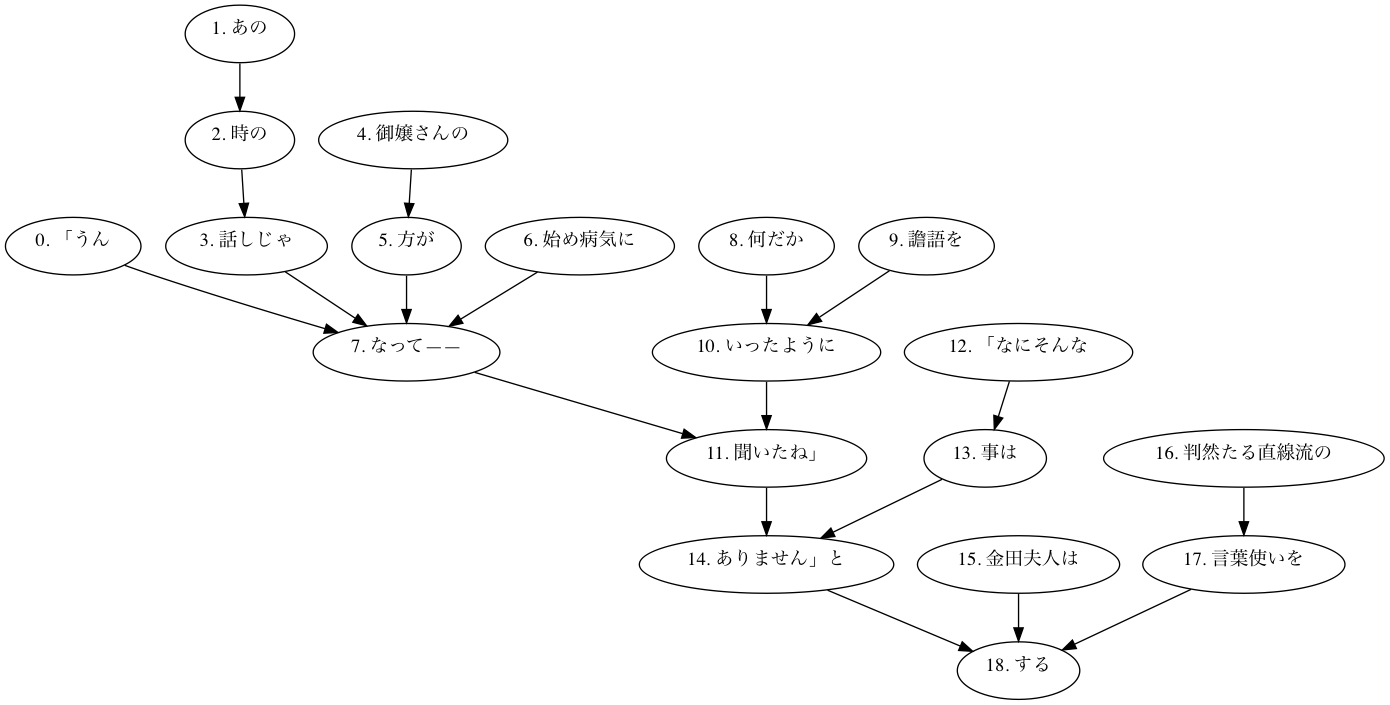 1. あの
2. 時の
4. 御嬢さんの
0. 「うん
3. 話しじゃ
5. 方が
6. 始め病気に
8. 何だか
9. 譫語を
7. なって――
10. いったように
12. 「なにそんな
11. 聞いたね」
13. 事は
16. 判然たる直線流の
14. ありません」と
15. 金田夫人は
17. 言葉使いを
18. する